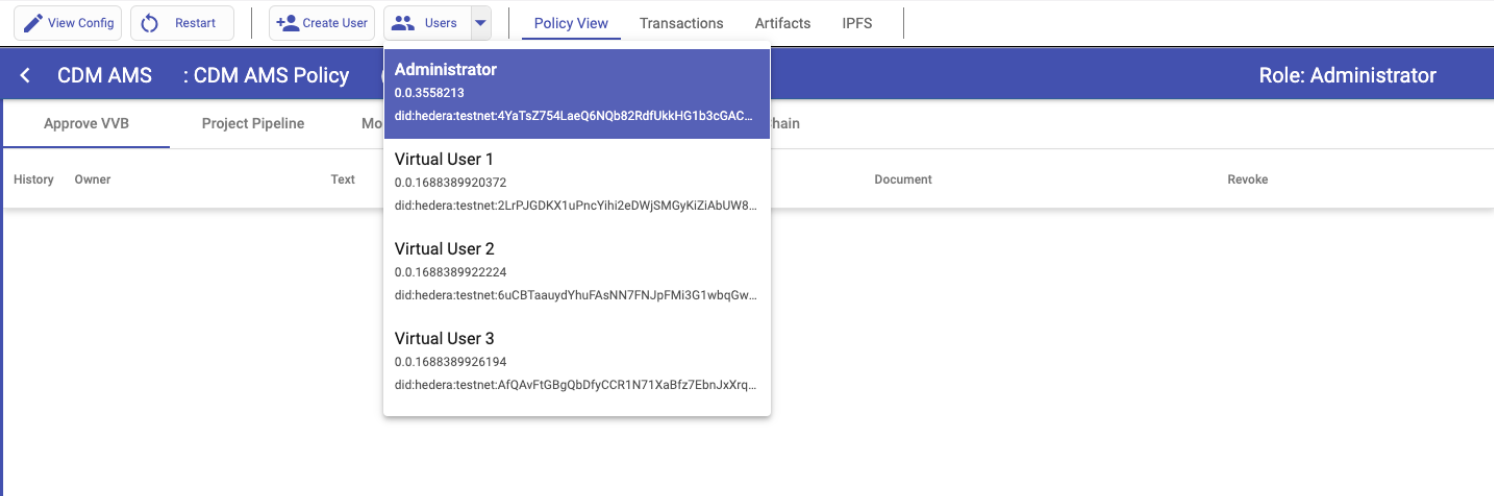 View Config Restart Create User Users Policy View Transactions Artifacts IPFS
CDM AMS : CDM AMS Policy Role: Administrator
Administrator
0.0.3558213
did:hedera:testnet:4YaTsZ754LaeQ6NQb82RdfUkkHG1b3cGAC...
Approve VVB Project Pipeline Mo hain
History Owner Text Document Revoke
Virtual User 1
0.0.1688389920372
did:hedera:testnet:2LrPJGDKX1uPncYihi2eDWjSMGyKiZiAbUW8...
Virtual User 2
0.0.1688389922224
did:hedera:testnet:6uCBTaauydYhuFAsNN7FNJpFMi3G1wbqGw...
Virtual User 3
0.0.1688389926194
did:hedera:testnet:AfQAvFtGBgQbDfyCCR1N71XaBfz7EbnJxXrq...